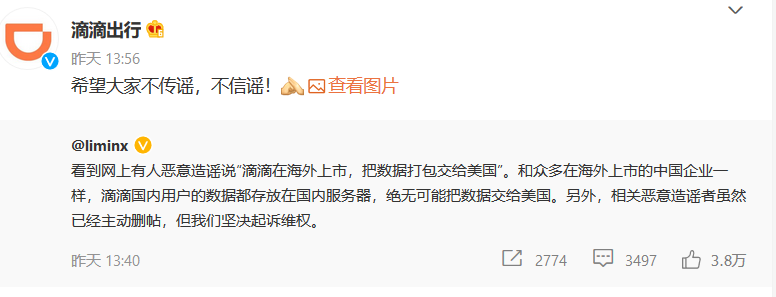 滴滴出行
昨天 13:56
希望大家不传谣，不信谣！查看图片
@liminx
看到网上有人恶意造谣说“滴滴在海外上市，把数据打包交给美国”。和众多在海外上市的中国企业一
样，滴滴国内用户的数据都存放在国内服务器，绝无可能把数据交给美国。另外，相关恶意造谣者虽然
已经主动删帖，但我们坚决起诉维权。
昨天 13:40 2774 3497 3.8万